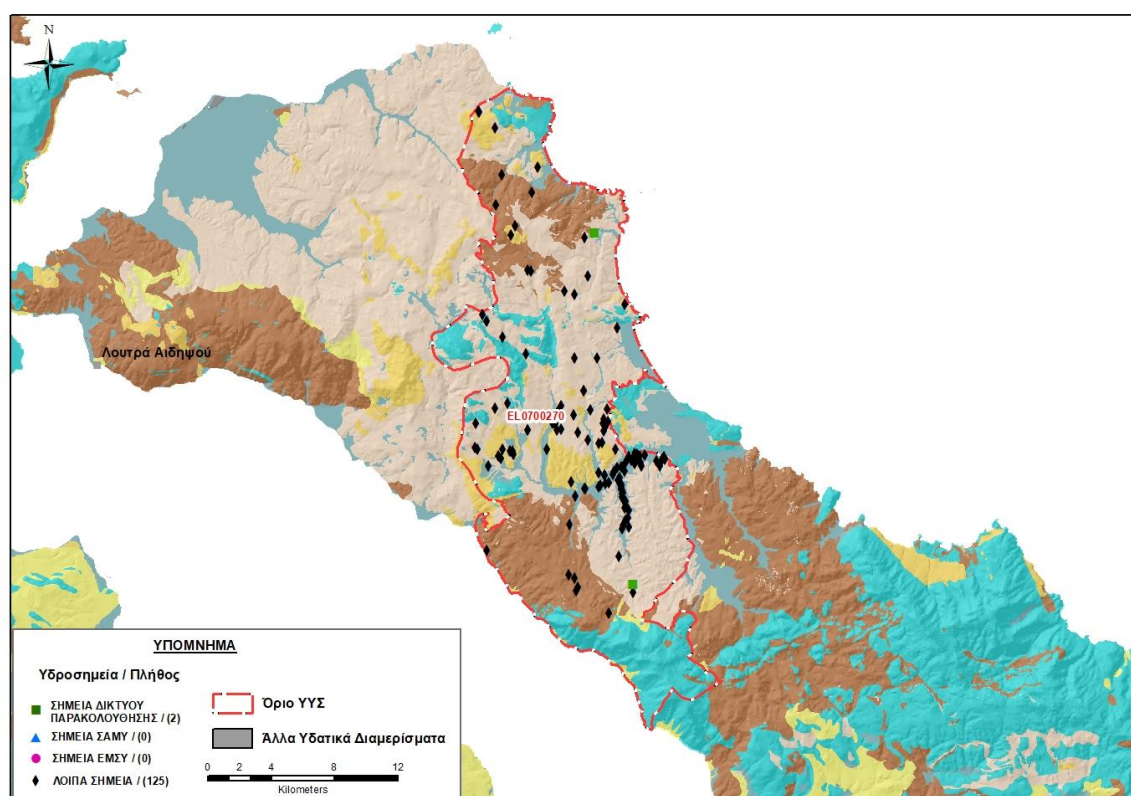 N
Λουτρά Αιδηψού
EL0700270
ΥΠΟΜΝΗΜΑ
Υδροσημεία / Πλήθος
ΣΗΜΕΙΑ ΔΙΚΤΥΟΥ
ΠΑΡΑΚΟΛΟΥΘΗΣΗΣ / (2)
ΣΗΜΕΙΑ ΣΑΜΥ / (0)
ΣΗΜΕΙΑ ΕΜΣΥ / (0)
ΛΟΙΠΑ ΣΗΜΕΙΑ / (125)
Όριο ΥΥΣ
Άλλα Υδατικά Διαμερίσματα
0 2 4 8 12
Kilometers